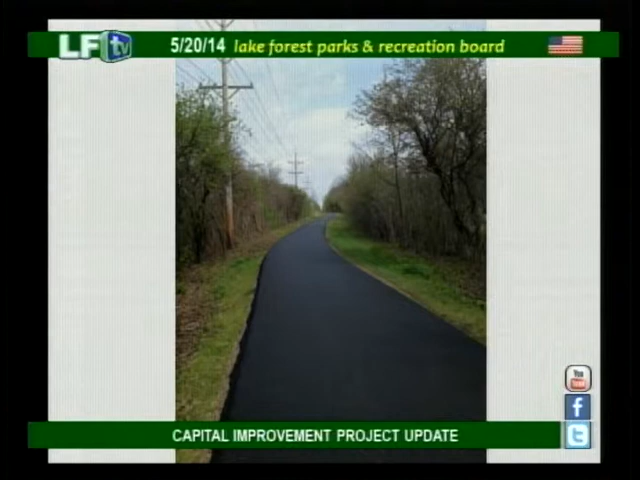 LF tv
5/20/14 lake forest parks & recreation board
You Tube
f
t
CAPITAL IMPROVEMENT PROJECT UPDATE